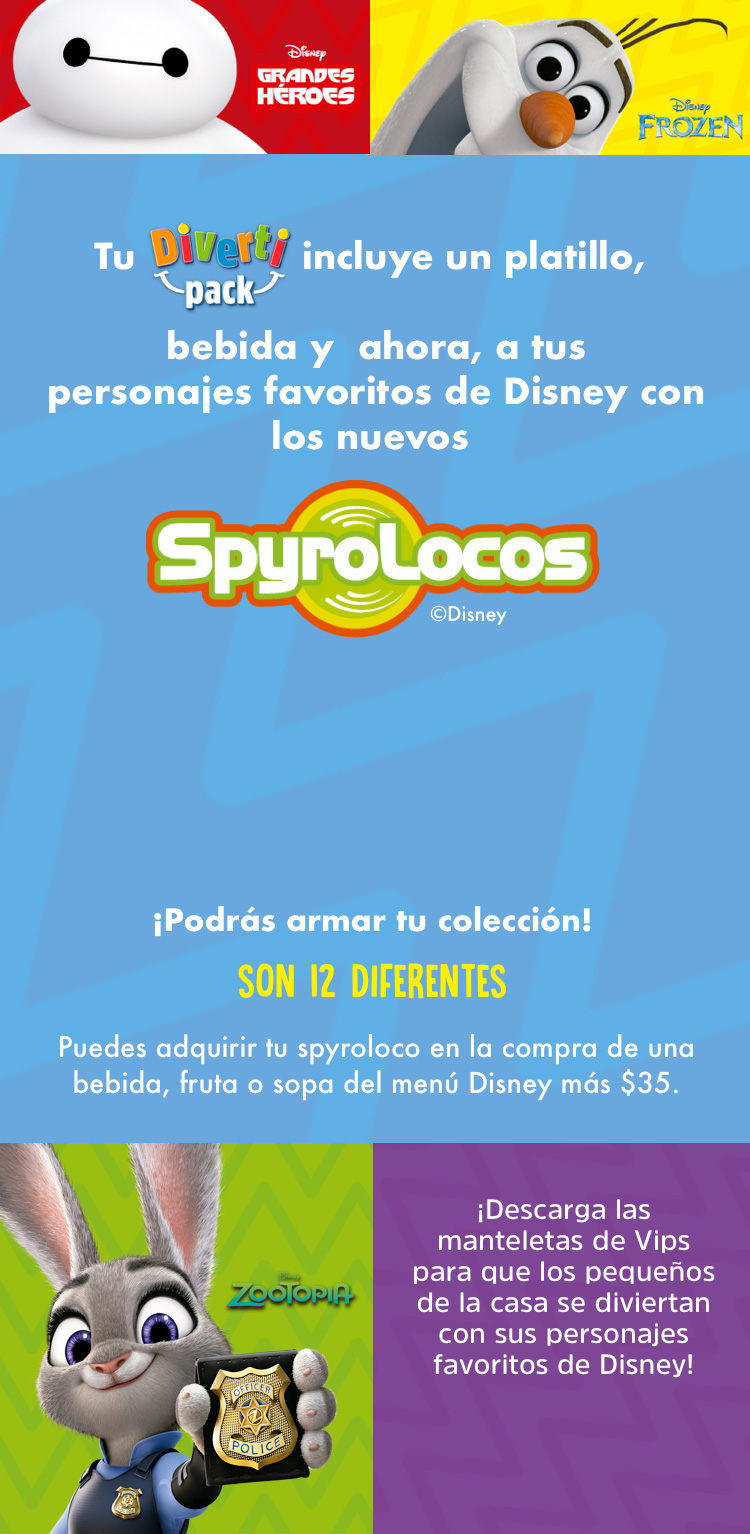 Disney
GRANDES
HÉROES
Disney
FROZEN
Tu Diverti pack incluye un platillo,
bebida y ahora, a tus
personajes favoritos de Disney con
los nuevos
SpyroLocos
©Disney
¡Podrás armar tu colección!
SON 12 DIFERENTES
Puedes adquirir tu spyroloco en la compra de una
bebida, fruta o sopa del menú Disney más $35.
Disney
ZOOTOPIA
OFFICER
POLICE
¡Descarga las
manteletas de Vips
para que los pequeños
de la casa se diviertan
con sus personajes
favoritos de Disney!